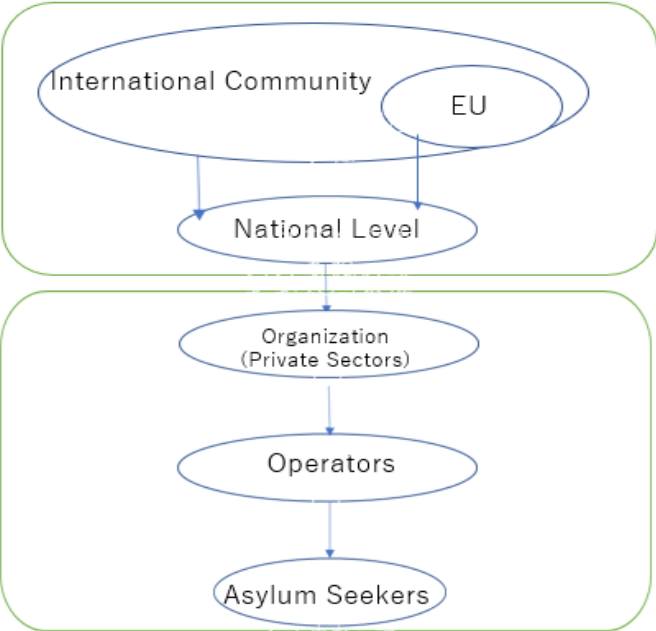 International Community
EU
National Level
Organization
(Private Sectors)
Operators
Asylum Seekers